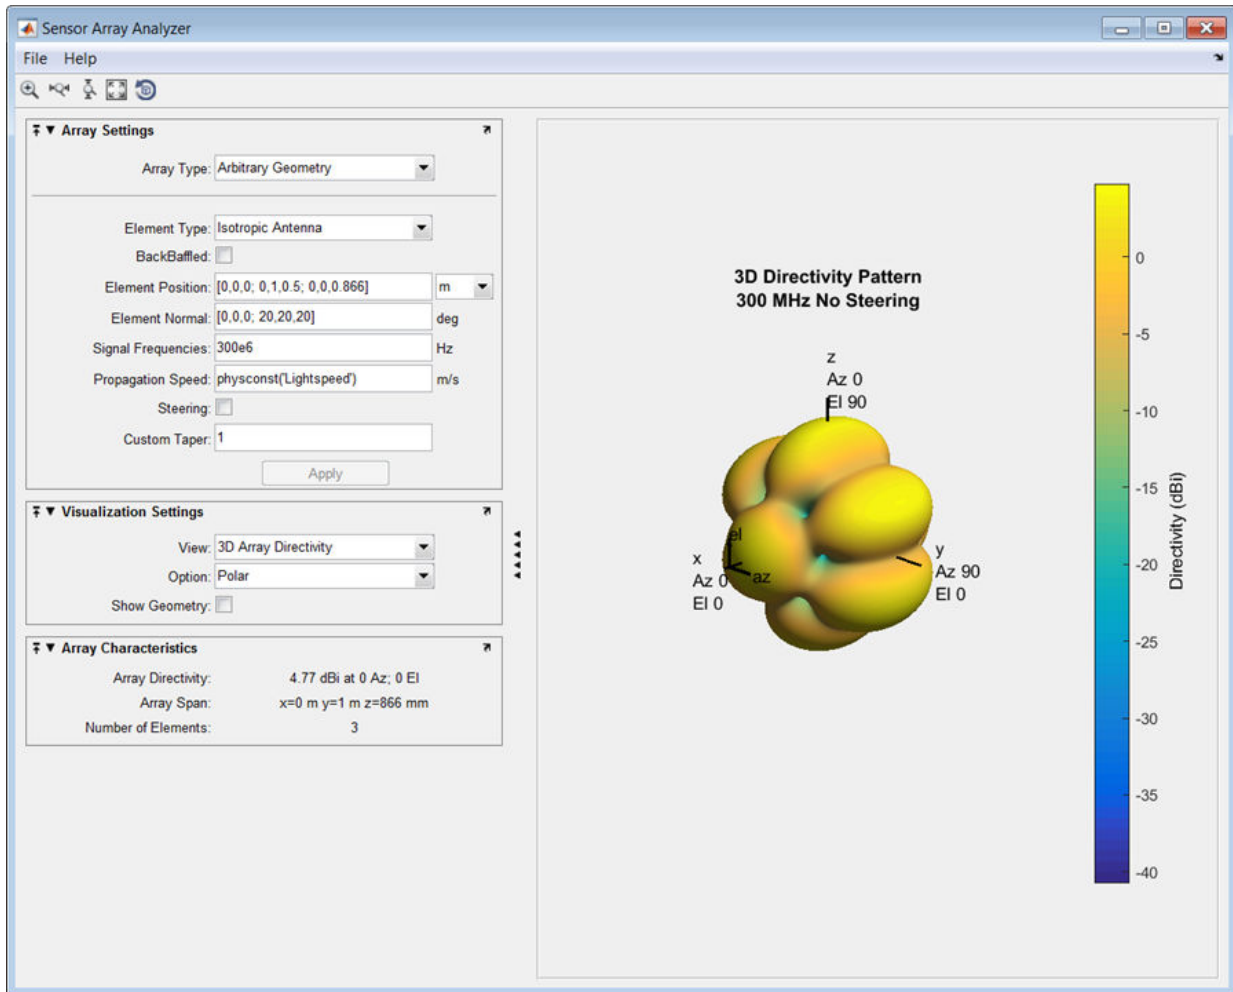 Sensor Array Analyzer
File Help
Array Settings
Array Type: Arbitrary Geometry
Element Type: Isotropic Antenna
BackBaffled:
Element Position: [0,0,0; 0,1,0.5; 0,0,0.866] m
Element Normal: [0,0,0; 20,20,20] deg
Signal Frequencies: 300e6 Hz
Propagation Speed: physconst('Lightspeed') m/s
Steering:
Custom Taper: 1
Apply
Visualization Settings
View: 3D Array Directivity
Option: Polar
Show Geometry:
Array Characteristics
Array Directivity: 4.77 dBi at 0 Az; 0 El
Array Span: x=0 m y=1 m z=866 mm
Number of Elements: 3
3D Directivity Pattern
300 MHz No Steering
z
Az 0
El 90
el
az
x
Az 0
El 0
y
Az 90
El 0
0
-5
-10
-15
-20
-25
-30
-35
-40
Directivity (dBi)